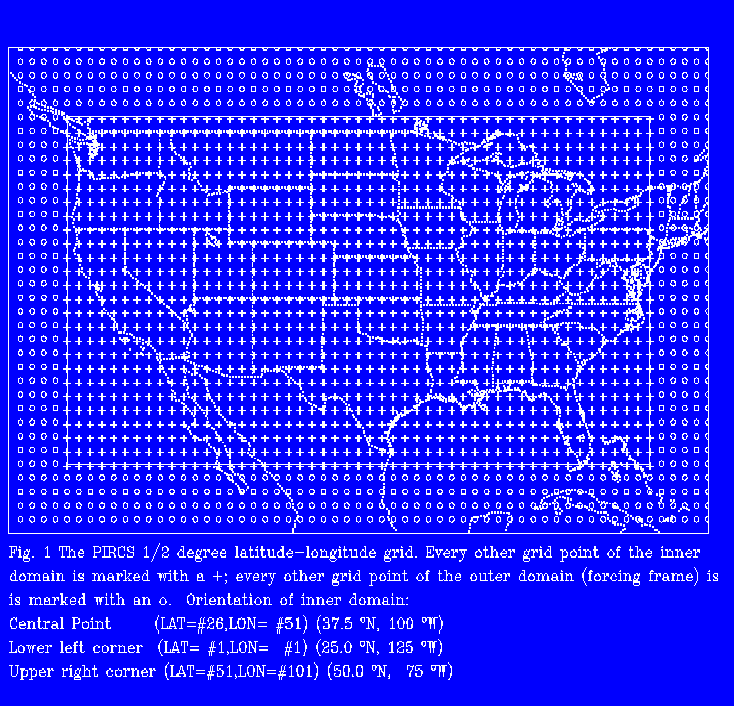 Fig. 1 The PIRCS 1/2 degree latitude-longitude grid. Every other grid point of the inner
domain is marked with a +; every other grid point of the outer domain (forcing frame) is
is marked with an o. Orientation of inner domain:
Central Point (LAT=#26,LON= #51) (37.5 °N, 100 °W)
Lower left corner (LAT= #1,LON= #1) (25.0 °N, 125 °W)
Upper right corner (LAT=#51,LON=#101) (50.0 °N, 75 °W)